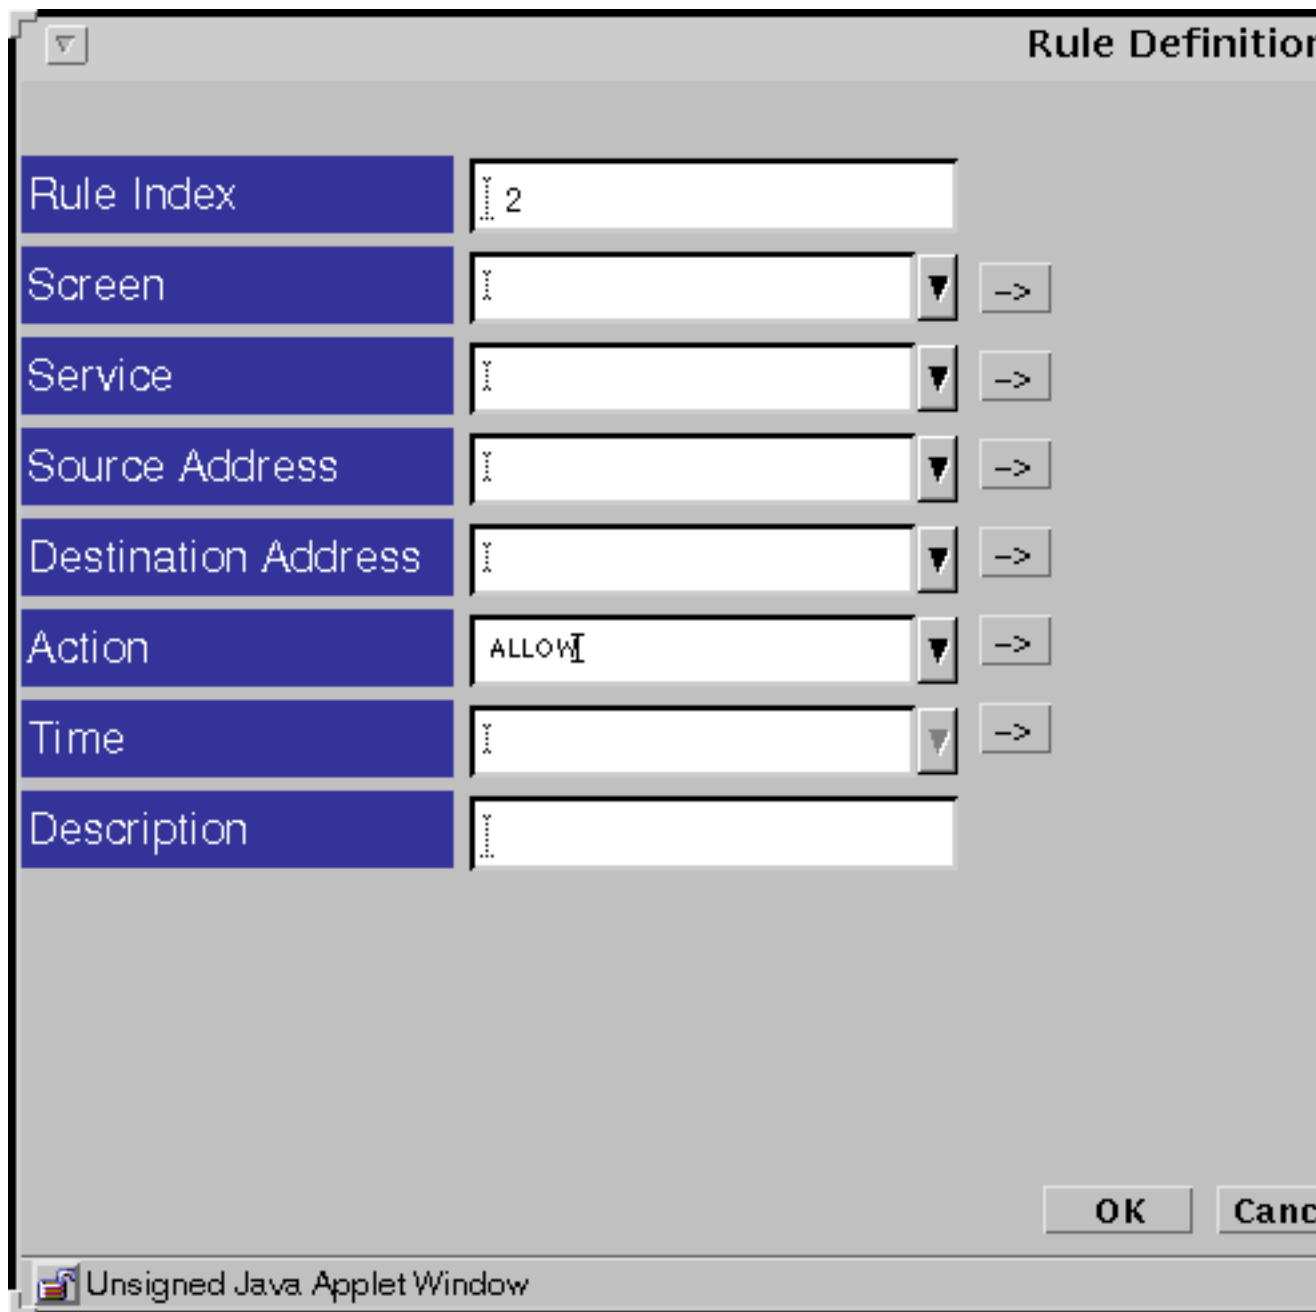 Rule Definition
Rule Index 2
Screen ->
Service ->
Source Address ->
Destination Address ->
Action ALLOW ->
Time ->
Description
OK Canc
Unsigned Java Applet Window